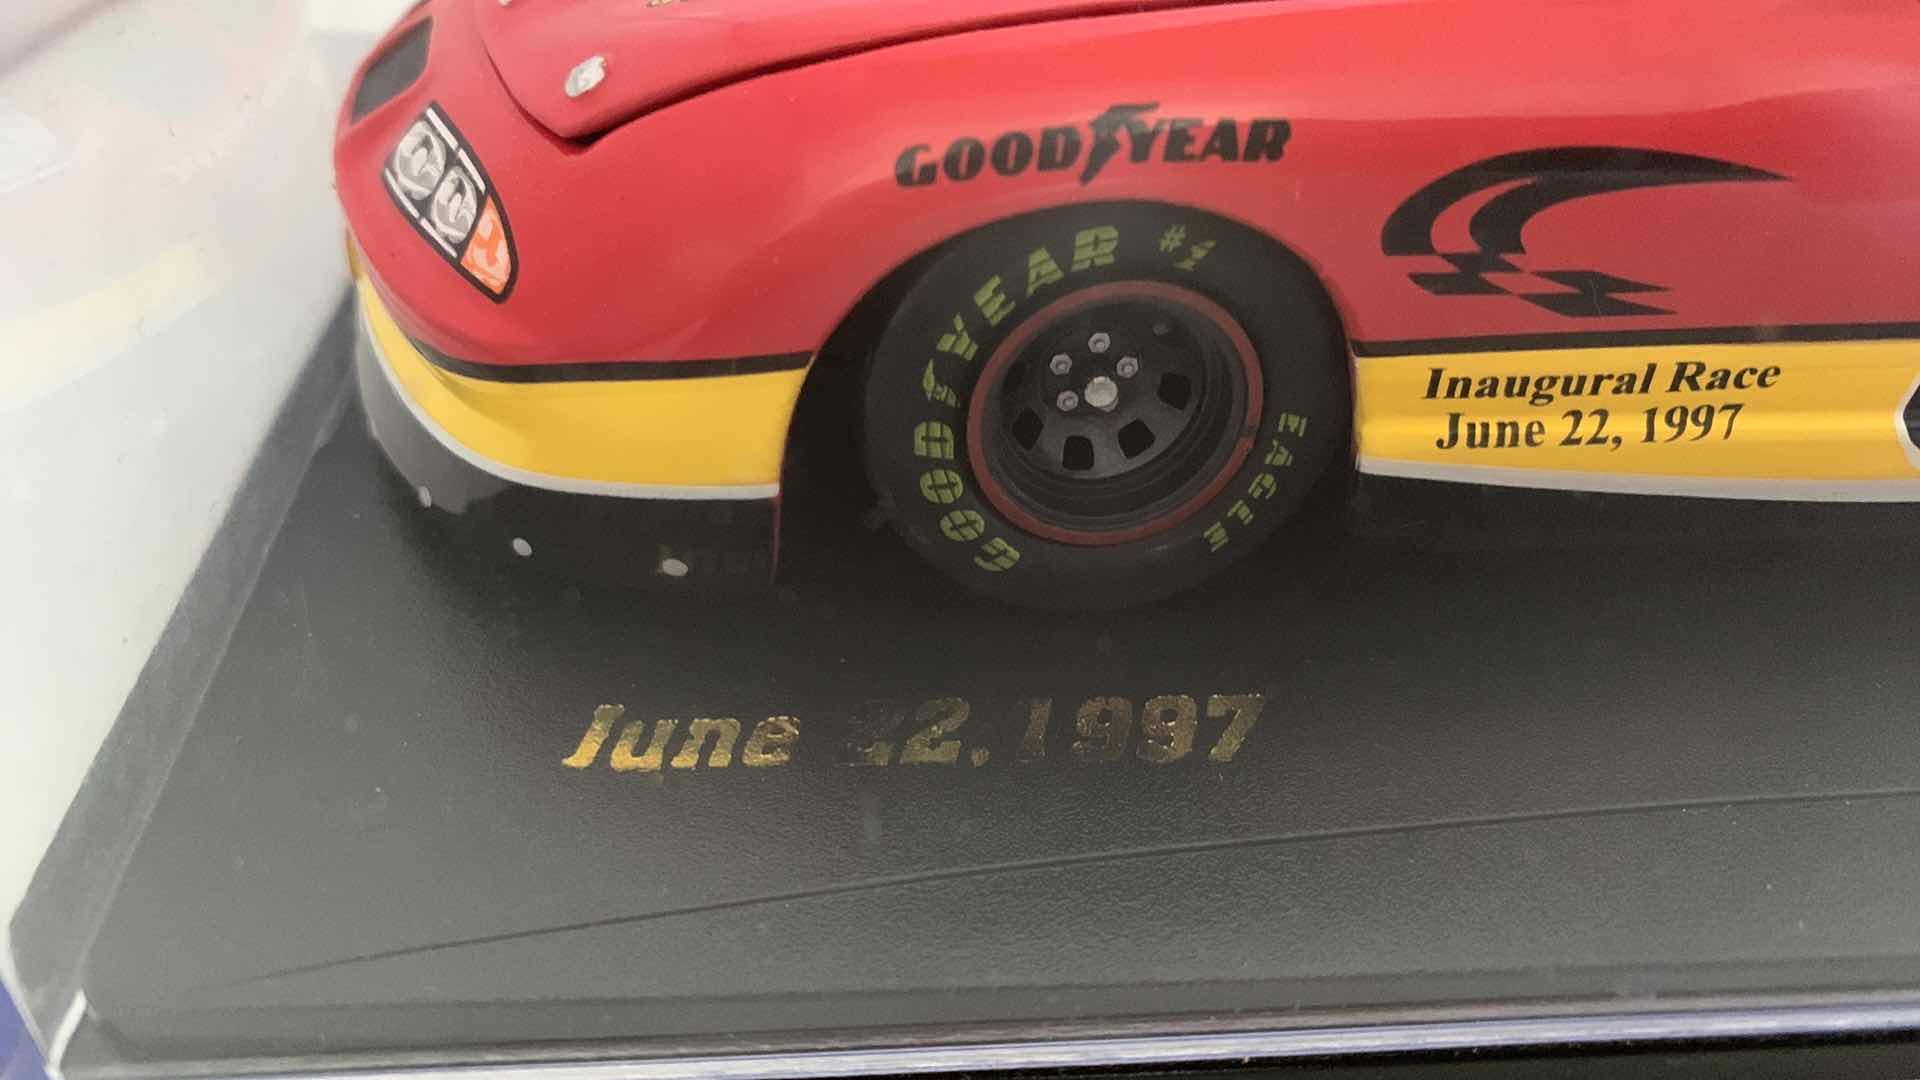 GOODYEAR
GOODYEAR #1
EAGLE
Inaugural Race
June 22, 1997
June 22, 1997